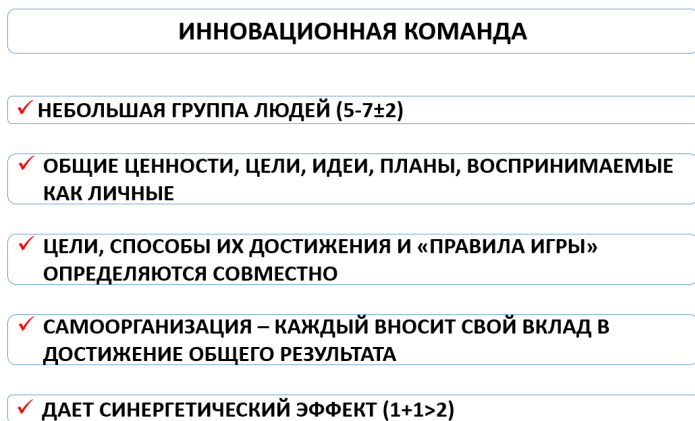 ИННОВАЦИОННАЯ КОМАНДА
НЕБОЛЬШАЯ ГРУППА ЛЮДЕЙ (5-7±2)
ОБЩИЕ ЦЕННОСТИ, ЦЕЛИ, ИДЕИ, ПЛАНЫ, ВОСПРИНИМАЕМЫЕ
КАК ЛИЧНЫЕ
ЦЕЛИ, СПОСОБЫ ИХ ДОСТИЖЕНИЯ И «ПРАВИЛА ИГРЫ»
ОПРЕДЕЛЯЮТСЯ СОВМЕСТНО
САМООРГАНИЗАЦИЯ – КАЖДЫЙ ВНОСИТ СВОЙ ВКЛАД В
ДОСТИЖЕНИЕ ОБЩЕГО РЕЗУЛЬТАТА
ДАЕТ СИНЕРГЕТИЧЕСКИЙ ЭФФЕКТ (1+1>2)